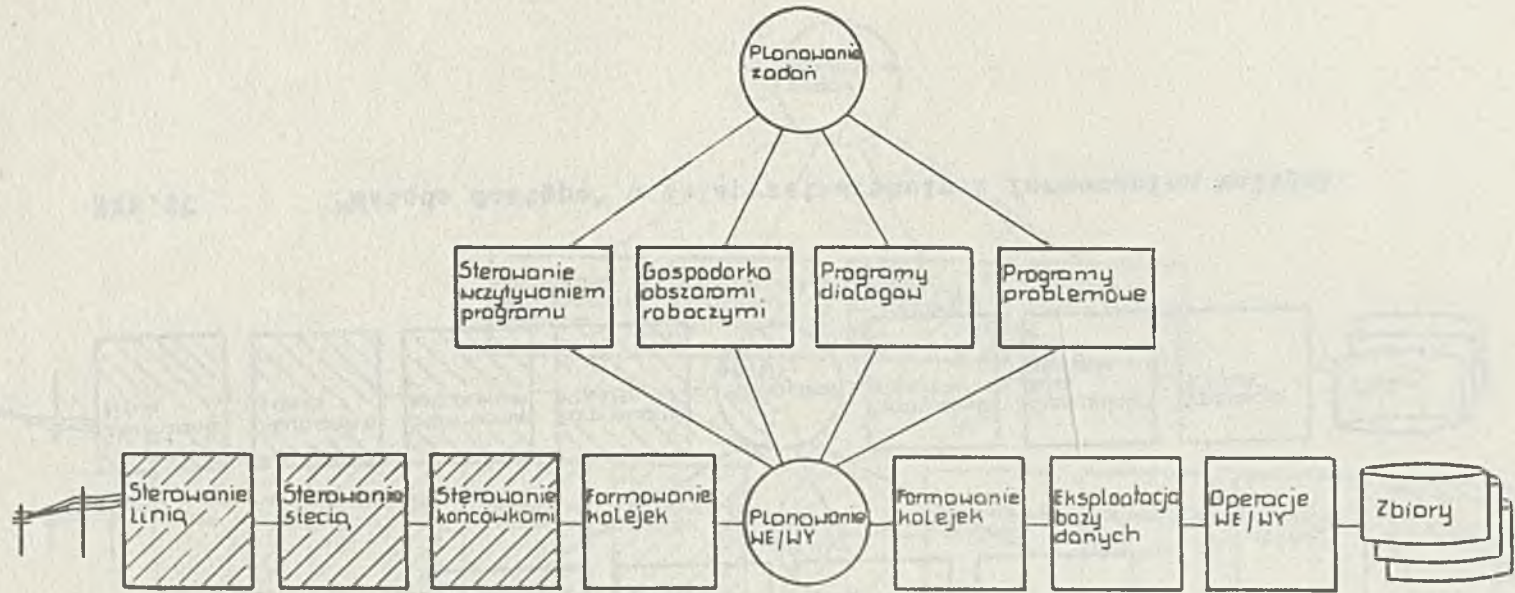 Planowanie
zadań
Sterowanie
wczytywaniem
programu
Gospodarka
obszarami
roboczymi
Programy
dialogów
Programy
problemowe
Sterowanie
linią
Sterowanie
siecią
Sterowanie
końcówkami
Formowanie
kolejek
Planowanie
WE/WY
Formowanie
kolejek
Eksploatacja
bazy
danych
Operacje
WE/WY
Zbiory